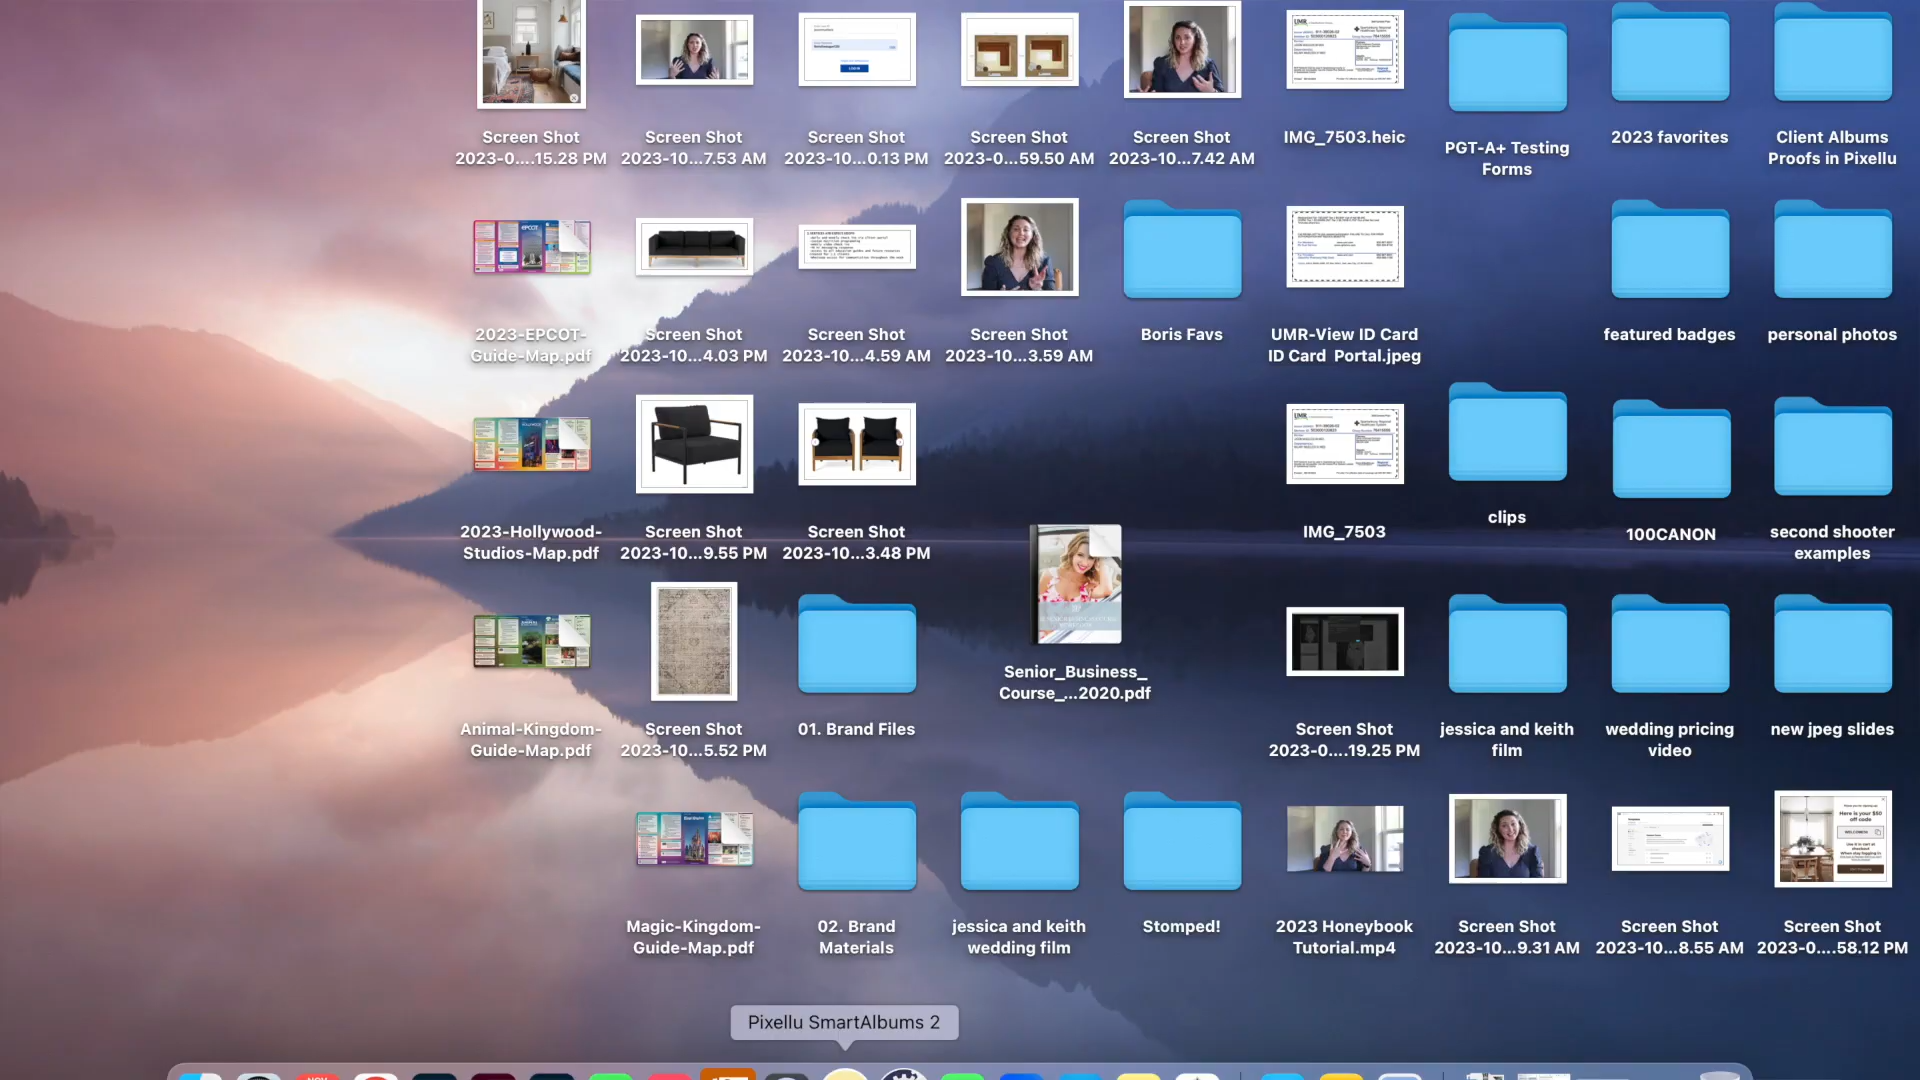 Screen Shot
2023-0....15.28 PM
Screen Shot
2023-10...7.53 AM
Screen Shot
2023-10...0.13 PM
Screen Shot
2023-0....59.50 AM
Screen Shot
2023-10...7.42 AM
IMG_7503.heic
PGT-A+ Testing
Forms
2023 favorites
Client Albums
Proofs in Pixellu
2023-EPCOT-
Guide-Map.pdf
Screen Shot
2023-10...4.03 PM
Screen Shot
2023-10...4.59 AM
Screen Shot
2023-10...3.59 AM
Boris Favs
UMR-View ID Card
ID Card Portal.jpeg
featured badges
personal photos
2023-Hollywood-
Studios-Map.pdf
Screen Shot
2023-10...9.55 PM
Screen Shot
2023-10...3.48 PM
IMG_7503
clips
100CANON
second shooter
examples
Senior_Business_
Course_...2020.pdf
Animal-Kingdom-
Guide-Map.pdf
Screen Shot
2023-10...5.52 PM
01. Brand Files
Screen Shot
2023-0....19.25 PM
jessica and keith
film
wedding pricing
video
new jpeg slides
Here is your $50
off code
Magic-Kingdom-
Guide-Map.pdf
02. Brand
Materials
jessica and keith
wedding film
Stomped!
2023 Honeybook
Tutorial.mp4
Screen Shot
2023-10...9.31 AM
Screen Shot
2023-10...8.55 AM
Screen Shot
2023-0....58.12 PM
Pixellu SmartAlbums 2